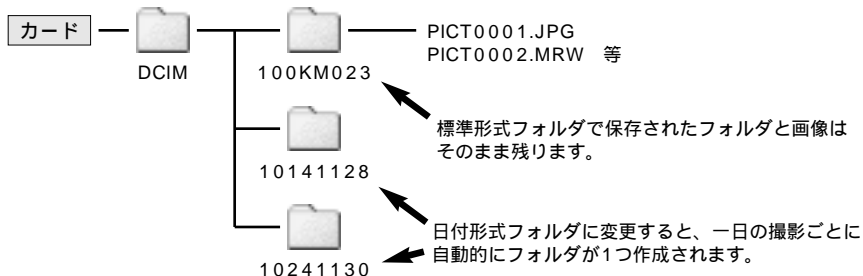 カード
DCIM
100KM023
PICT0001.JPG
PICT0002.MRW 等
標準形式フォルダで保存されたフォルダと画像は
そのまま残ります。
10141128
日付形式フォルダに変更すると、一日の撮影ごとに
自動的にフォルダが1つ作成されます。
10241130